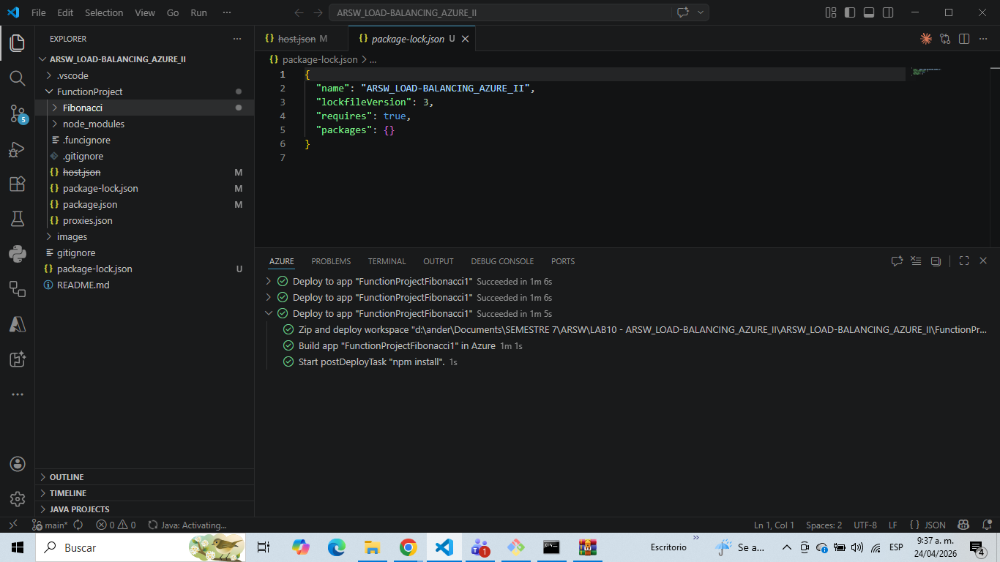 File Edit Selection View Go Run ··· ARSW_LOAD-BALANCING_AZURE_II
EXPLORER ···
ARSW_LOAD-BALANCING_AZURE_II
.vscode
FunctionProject
Fibonacci
node_modules
.funcignore
.gitignore
host.json M
package-lock.json M
package.json M
proxies.json
images
gitignore
package-lock.json U
README.md
OUTLINE
TIMELINE
JAVA PROJECTS
5
host.json M package-lock.json U
package-lock.json > ...
1 {
2 "name": "ARSW_LOAD-BALANCING_AZURE_II",
3 "lockfileVersion": 3,
4 "requires": true,
5 "packages": {}
6 }
7
AZURE PROBLEMS TERMINAL OUTPUT DEBUG CONSOLE PORTS
Deploy to app "FunctionProjectFibonacci1" Succeeded in 1m 6s
Deploy to app "FunctionProjectFibonacci1" Succeeded in 1m 6s
Deploy to app "FunctionProjectFibonacci1" Succeeded in 1m 5s
Zip and deploy workspace "d:\ander\Documents\SEMESTRE 7\ARSW\LAB10 - ARSW_LOAD-BALANCING_AZURE_II\ARSW_LOAD-BALANCING_AZURE_II\FunctionPr...
Build app "FunctionProjectFibonacci1" in Azure 1m 1s
Start postDeployTask "npm install". 1s
main* 0 0 Java: Activating... Ln 1, Col 1 Spaces: 2 UTF-8 LF {} JSON
Buscar 1 Escritorio » Se a... ESP 9:37 a. m. 4
24/04/2026